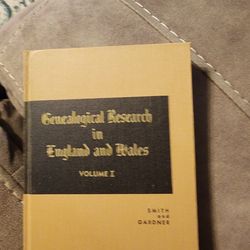 Genealogical Research
in
England and Wales
VOLUME I
SMITH
and
GARDNER